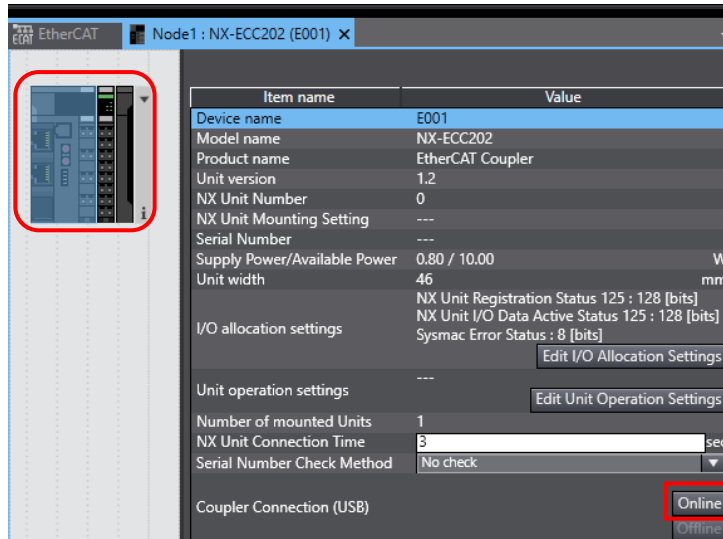 EtherCAT
Node1 : NX-ECC202 (E001)
Item name Value
Device name E001
Model name NX-ECC202
Product name EtherCAT Coupler
Unit version 1.2
NX Unit Number 0
NX Unit Mounting Setting ---
Serial Number ---
Supply Power/Available Power 0.80 / 10.00 W
Unit width 46 mm
NX Unit Registration Status 125 : 128 [bits]
NX Unit I/O Data Active Status 125 : 128 [bits]
I/O allocation settings Sysmac Error Status : 8 [bits]
Edit I/O Allocation Settings
---
Unit operation settings
Edit Unit Operation Settings
Number of mounted Units 1
NX Unit Connection Time 3 sec
Serial Number Check Method No check
Coupler Connection (USB) Online
Offline